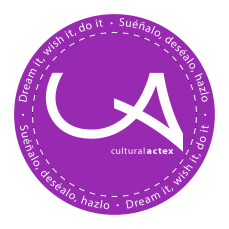 Dream it, wish it, do it · Suéñalo, deséalo, hazlo ·
Dream it, wish it, do it · Suéñalo, deséalo, hazlo ·
CA
culturalactex